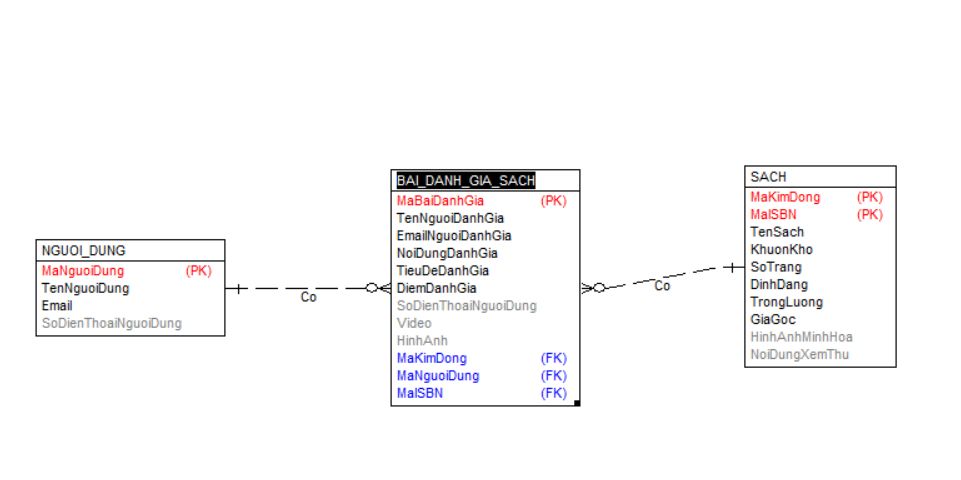 NGUOI_DUNG
MaNguoiDung (PK)
TenNguoiDung
Email
SoDienThoaiNguoiDung
Co
BAI_DANH_GIA_SACH
MaBaiDanhGia (PK)
TenNguoiDanhGia
EmailNguoiDanhGia
NoiDungDanhGia
TieuDeDanhGia
DiemDanhGia
SoDienThoaiNguoiDung
Video
HinhAnh
MaKimDong (FK)
MaNguoiDung (FK)
MaISBN (FK)
Co
SACH
MaKimDong (PK)
MaISBN (PK)
TenSach
KhuonKho
SoTrang
DinhDang
TrongLuong
GiaGoc
HinhAnhMinhHoa
NoiDungXemThu